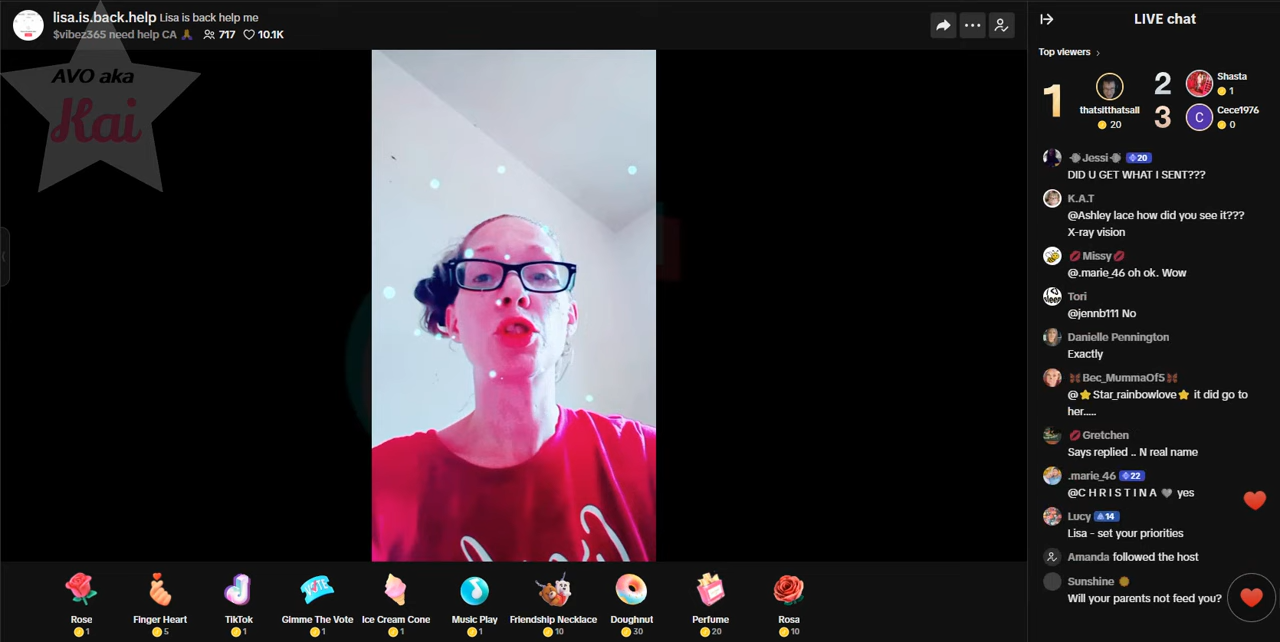 lisa.is.back.help Lisa is back help me
$vibez365 need help CA 🙏 717 10.1K
AVO aka
Kai
LIVE chat
Top viewers >
1
thatsitthatsall
20
2
Shasta
1
3
C
Cece1976
0
Jessi 20
DID U GET WHAT I SENT???
K.A.T
@Ashley lace how did you see it???
X-ray vision
💋Missy💋
@.marie_46 oh ok. Wow
Tori
@jennb111 No
Danielle Pennington
Exactly
🦋Bec_MummaOf5🦋
@⭐Star_rainbowlove⭐ it did go to
her.....
💋Gretchen
Says replied .. N real name
.marie_46 22
@C H R I S T I N A 🩶 yes
Lucy 14
Lisa - set your priorities
Amanda followed the host
Sunshine
Will your parents not feed you?
Rose
1
Finger Heart
5
TikTok
1
VOTE
Gimme The Vote
1
Ice Cream Cone
1
Music Play
1
Friendship Necklace
10
Doughnut
30
Perfume
20
Rosa
10